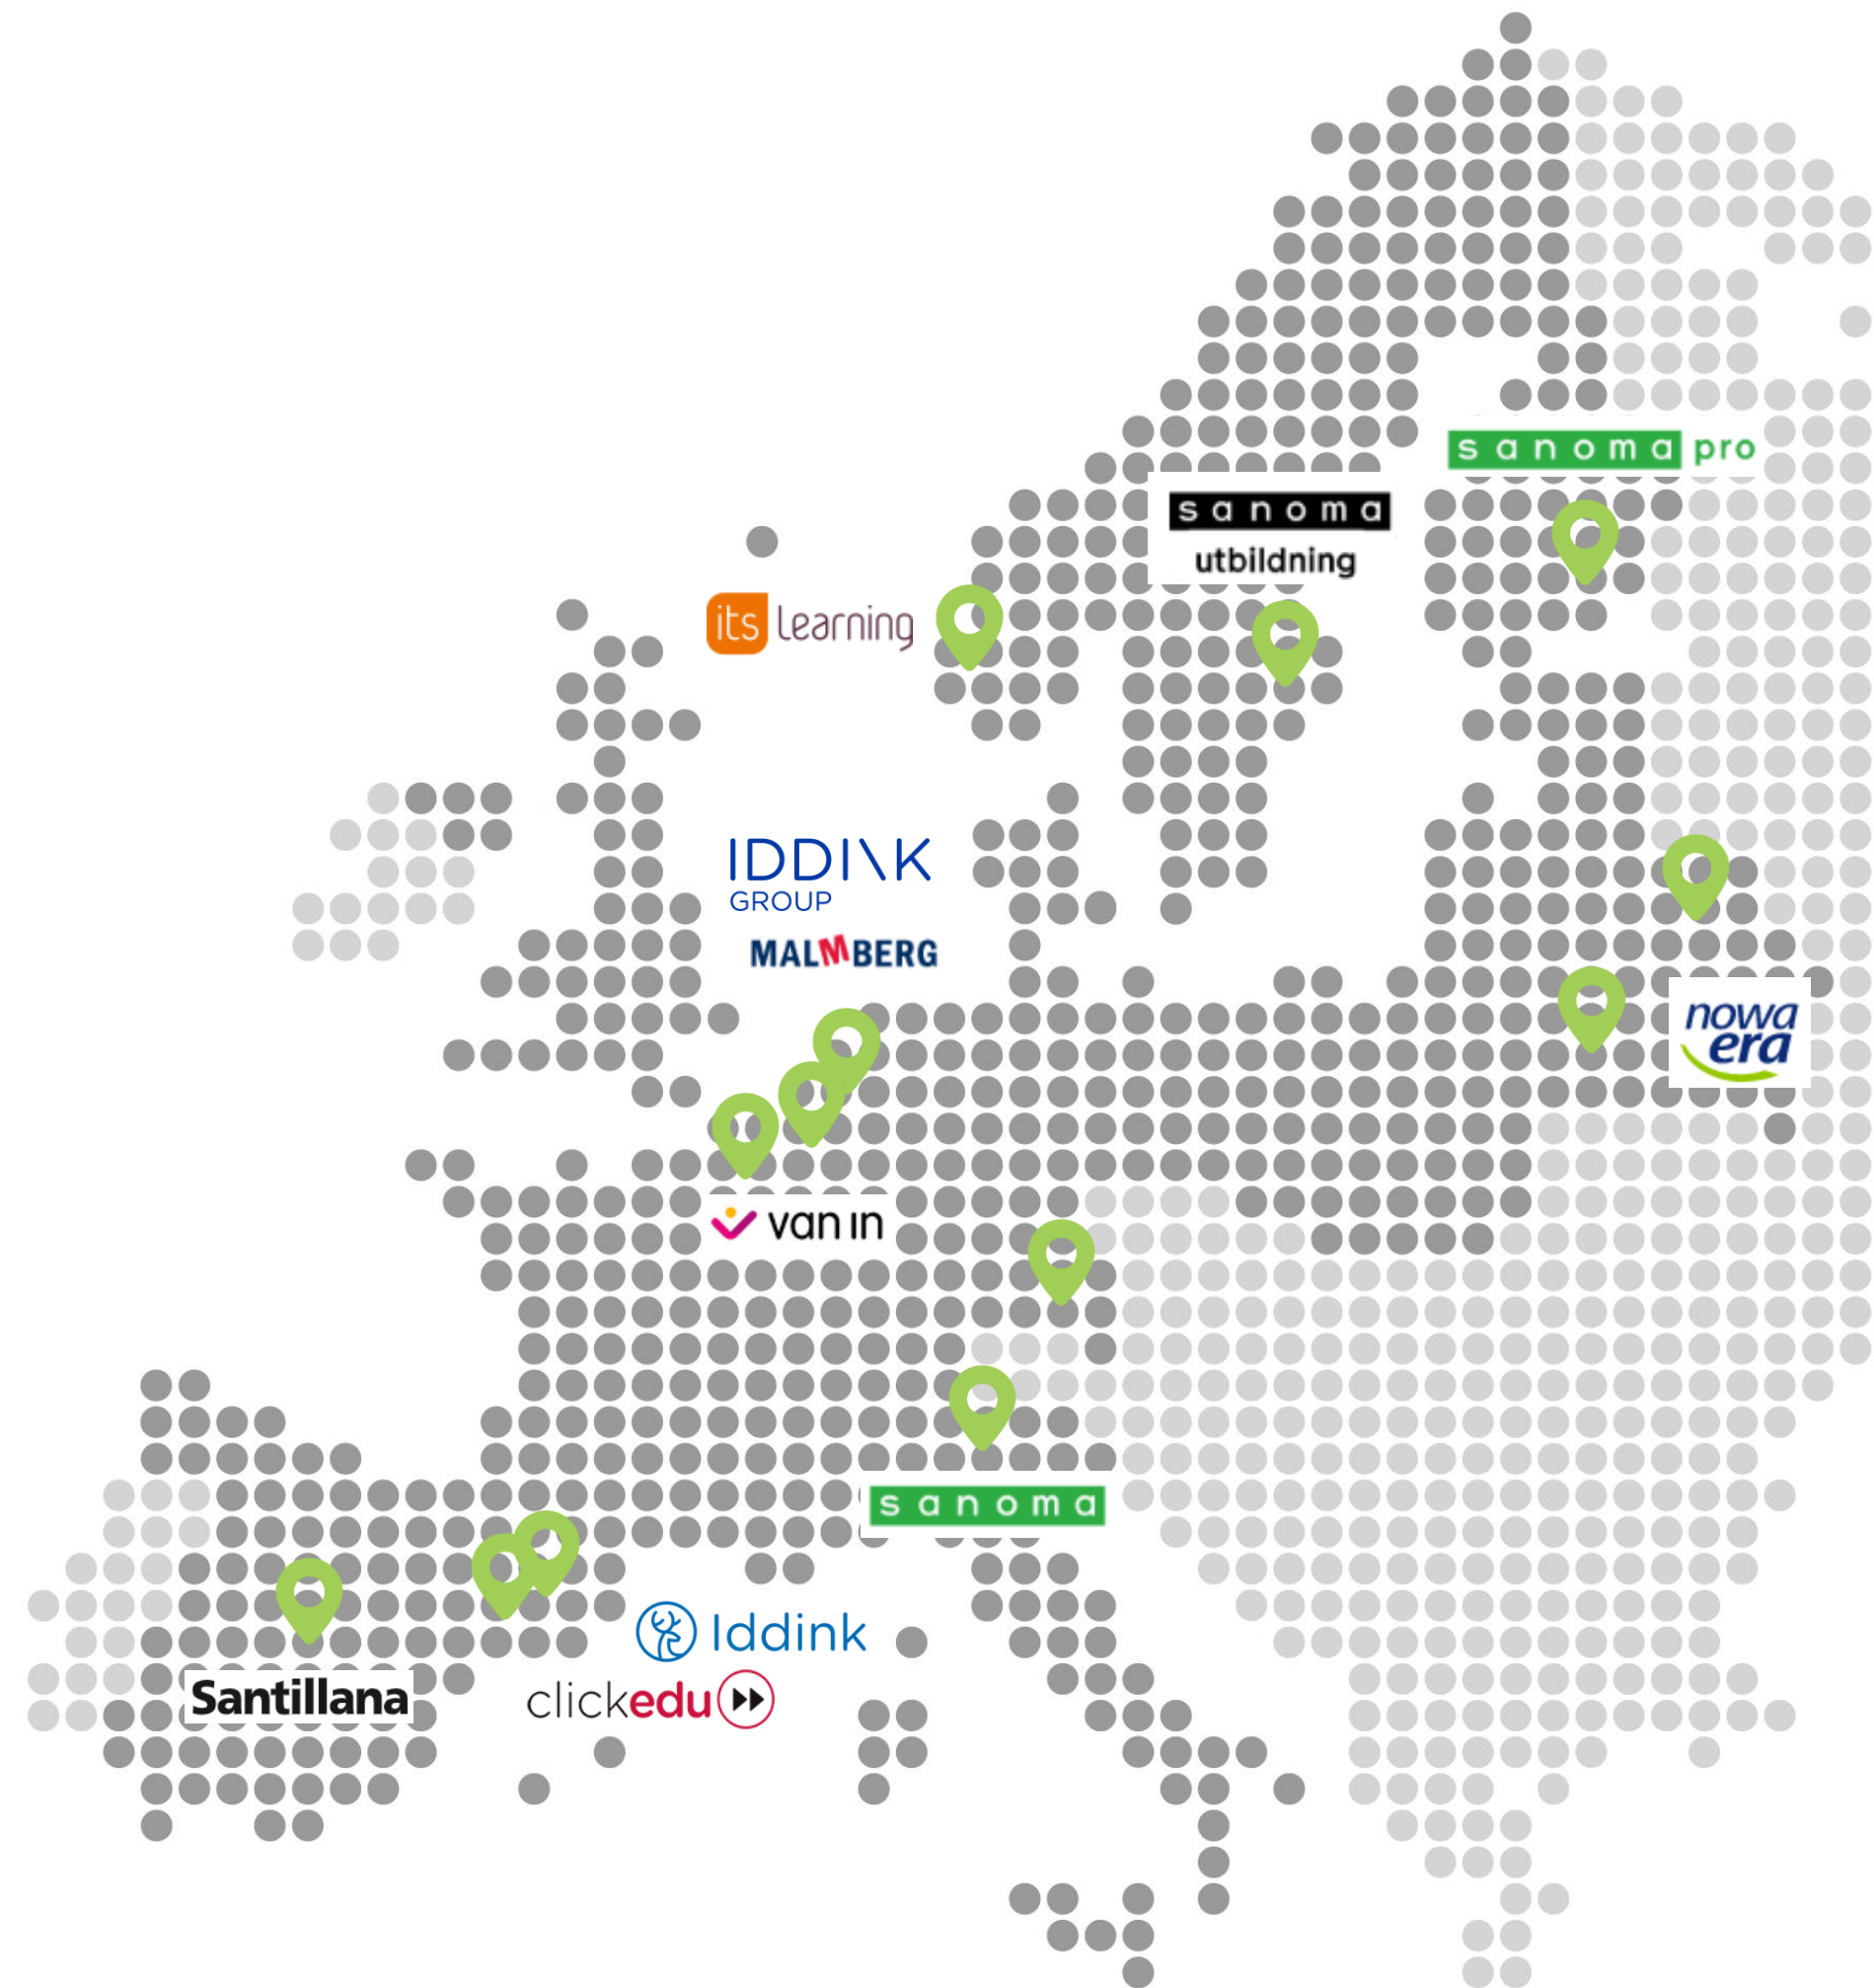 sanoma pro
sanoma
utbildning
its learning
IDDINK
GROUP
MALMBERG
nowa
era
van in
sanoma
Iddink
Santillana
clickedu